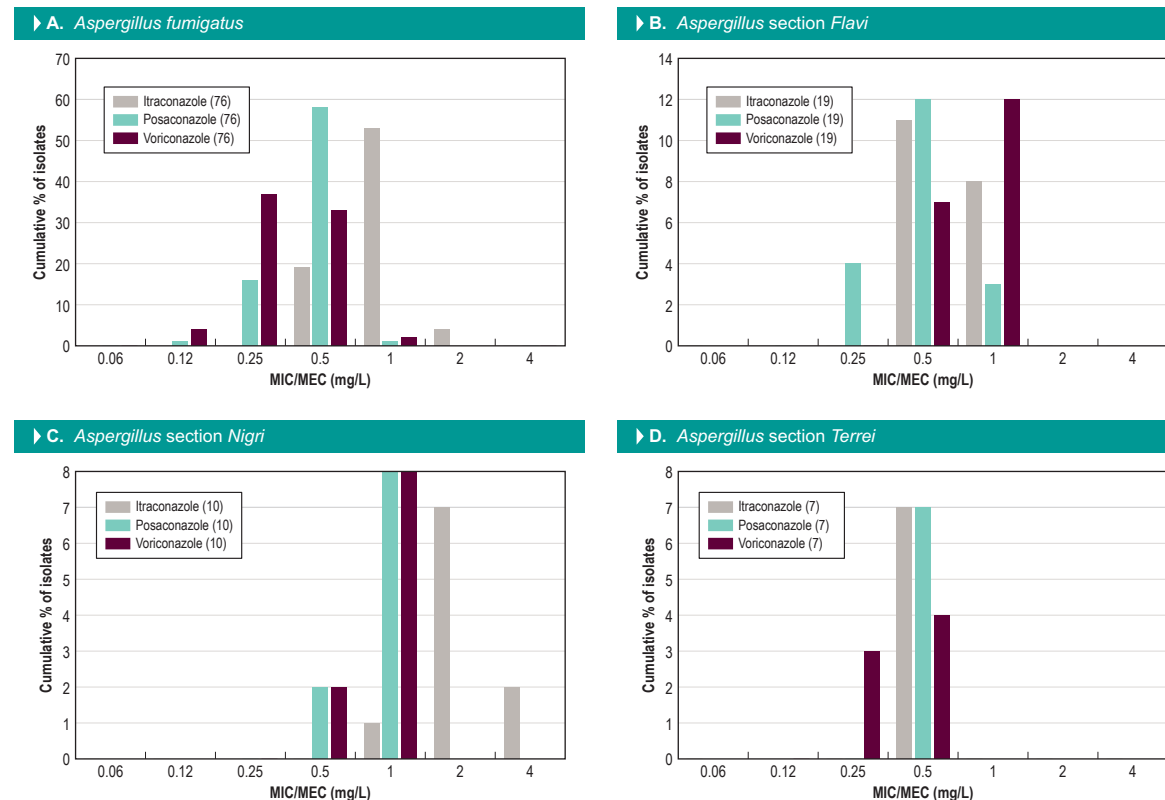 A. Aspergillus fumigatus
70
60
50
40
30
20
10
0
Cumulative % of isolates
Itraconazole (76)
Posaconazole (76)
Voriconazole (76)
0.06 0.12 0.25 0.5 1 2 4
MIC/MEC (mg/L)
B. Aspergillus section Flavi
14
12
10
8
6
4
2
0
Cumulative % of isolates
Itraconazole (19)
Posaconazole (19)
Voriconazole (19)
0.06 0.12 0.25 0.5 1 2 4
MIC/MEC (mg/L)
C. Aspergillus section Nigri
8
7
6
5
4
3
2
1
0
Cumulative % of isolates
Itraconazole (10)
Posaconazole (10)
Voriconazole (10)
0.06 0.12 0.25 0.5 1 2 4
MIC/MEC (mg/L)
D. Aspergillus section Terrei
8
7
6
5
4
3
2
1
0
Cumulative % of isolates
Itraconazole (7)
Posaconazole (7)
Voriconazole (7)
0.06 0.12 0.25 0.5 1 2 4
MIC/MEC (mg/L)